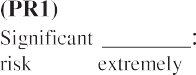 (PR1)
Significant ________:
risk extremely